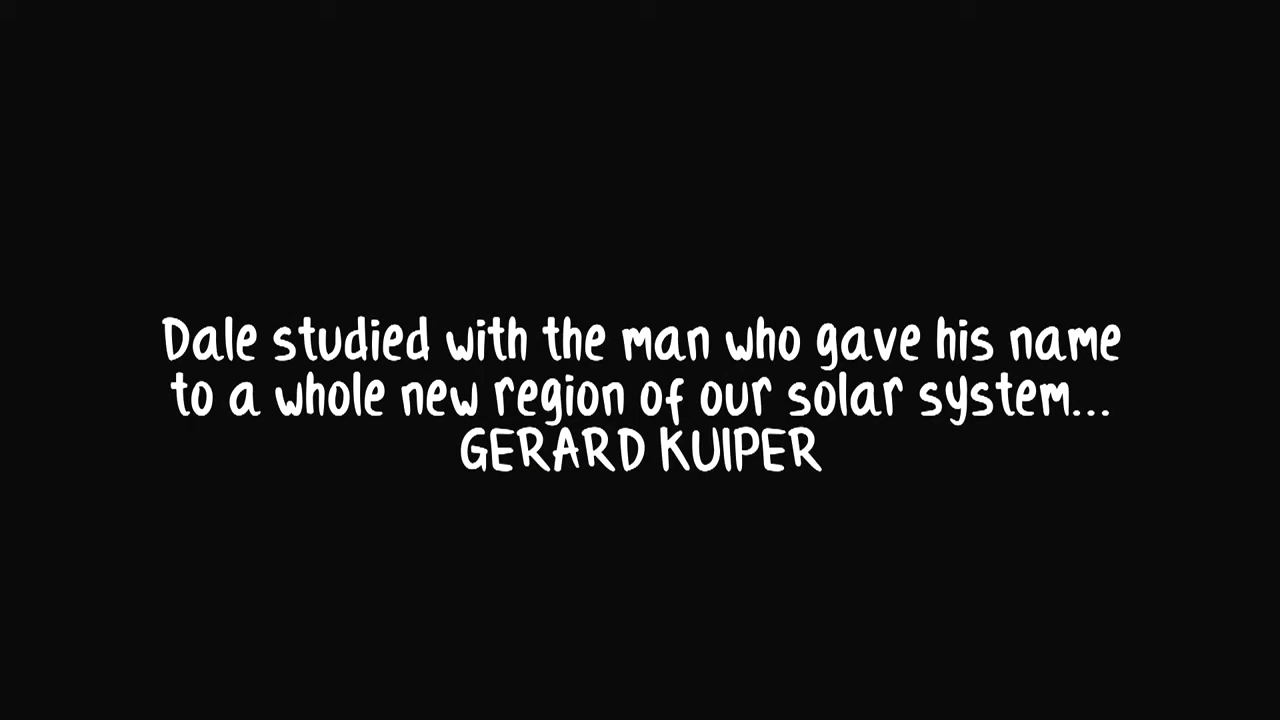 Dale studied with the man who gave his name
to a whole new region of our solar system...
GERARD KUIPER